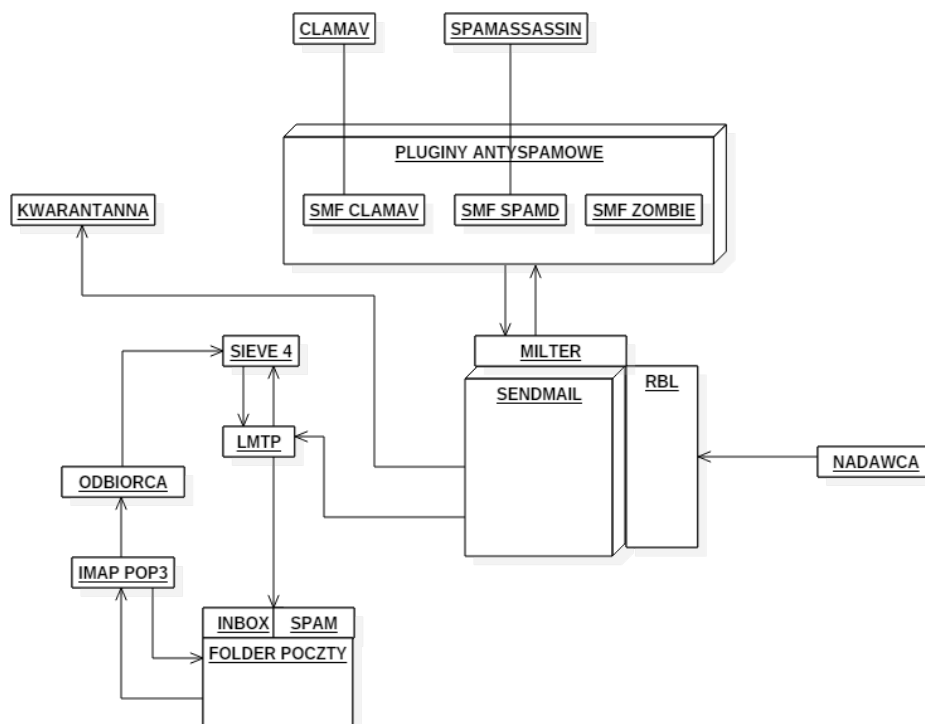 CLAMAV
SPAMASSASSIN
PLUGINY ANTYSPAMOWE
KWARANTANNA
SMF CLAMAV
SMF SPAMD
SMF ZOMBIE
SIEVE 4
MILTER
SENDMAIL
RBL
LMTP
NADAWCA
ODBIORCA
IMAP POP3
INBOX
SPAM
FOLDER POCZTY